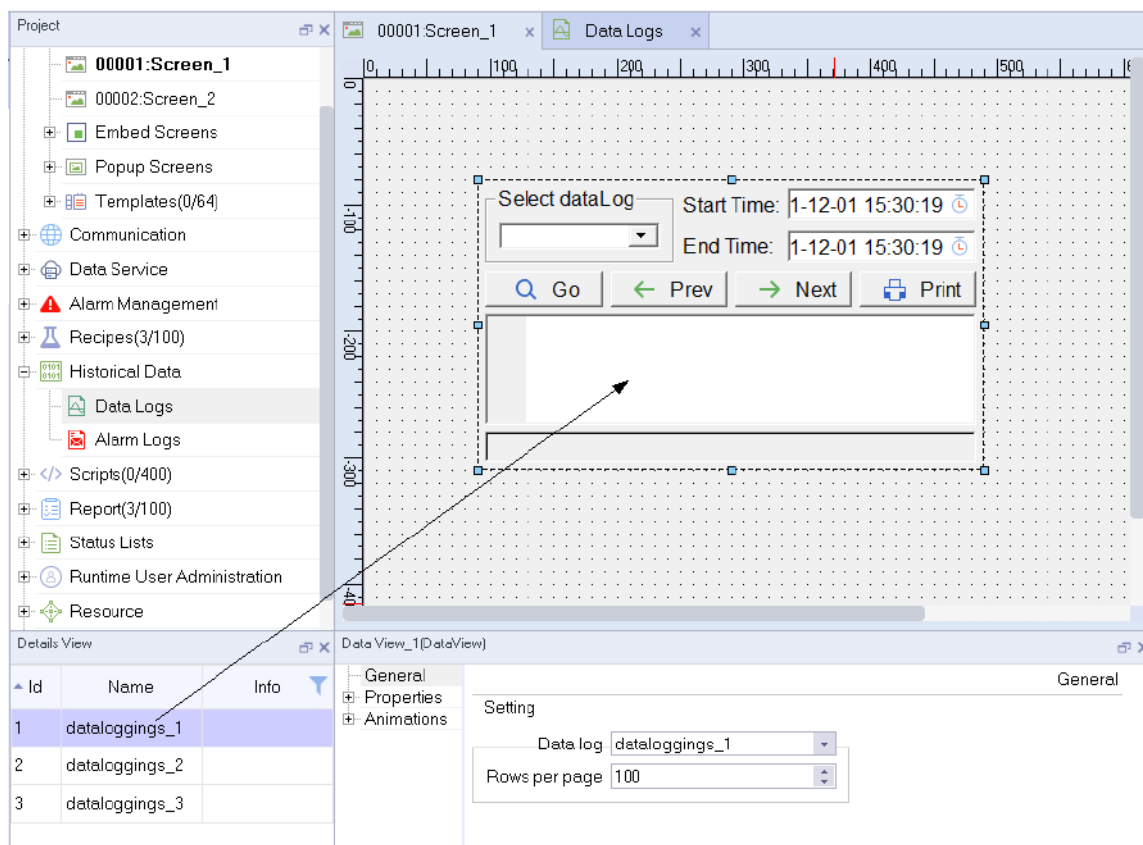 Project
00001:Screen_1
00002:Screen_2
Embed Screens
Popup Screens
Templates(0/64)
Communication
Data Service
Alarm Management
Recipes(3/100)
Historical Data
Data Logs
Alarm Logs
Scripts(0/400)
Report(3/100)
Status Lists
Runtime User Administration
Resource
00001:Screen_1 x Data Logs x
0 100 200 300 400 500
0
-100
-200
-300
Select dataLog
Start Time: 1-12-01 15:30:19
End Time: 1-12-01 15:30:19
Go Prev Next Print
Details View
Id Name Info
1 dataloggings_1
2 dataloggings_2
3 dataloggings_3
Data View_1(DataView)
General
Properties
Animations
General
Setting
Data log dataloggings_1
Rows per page 100